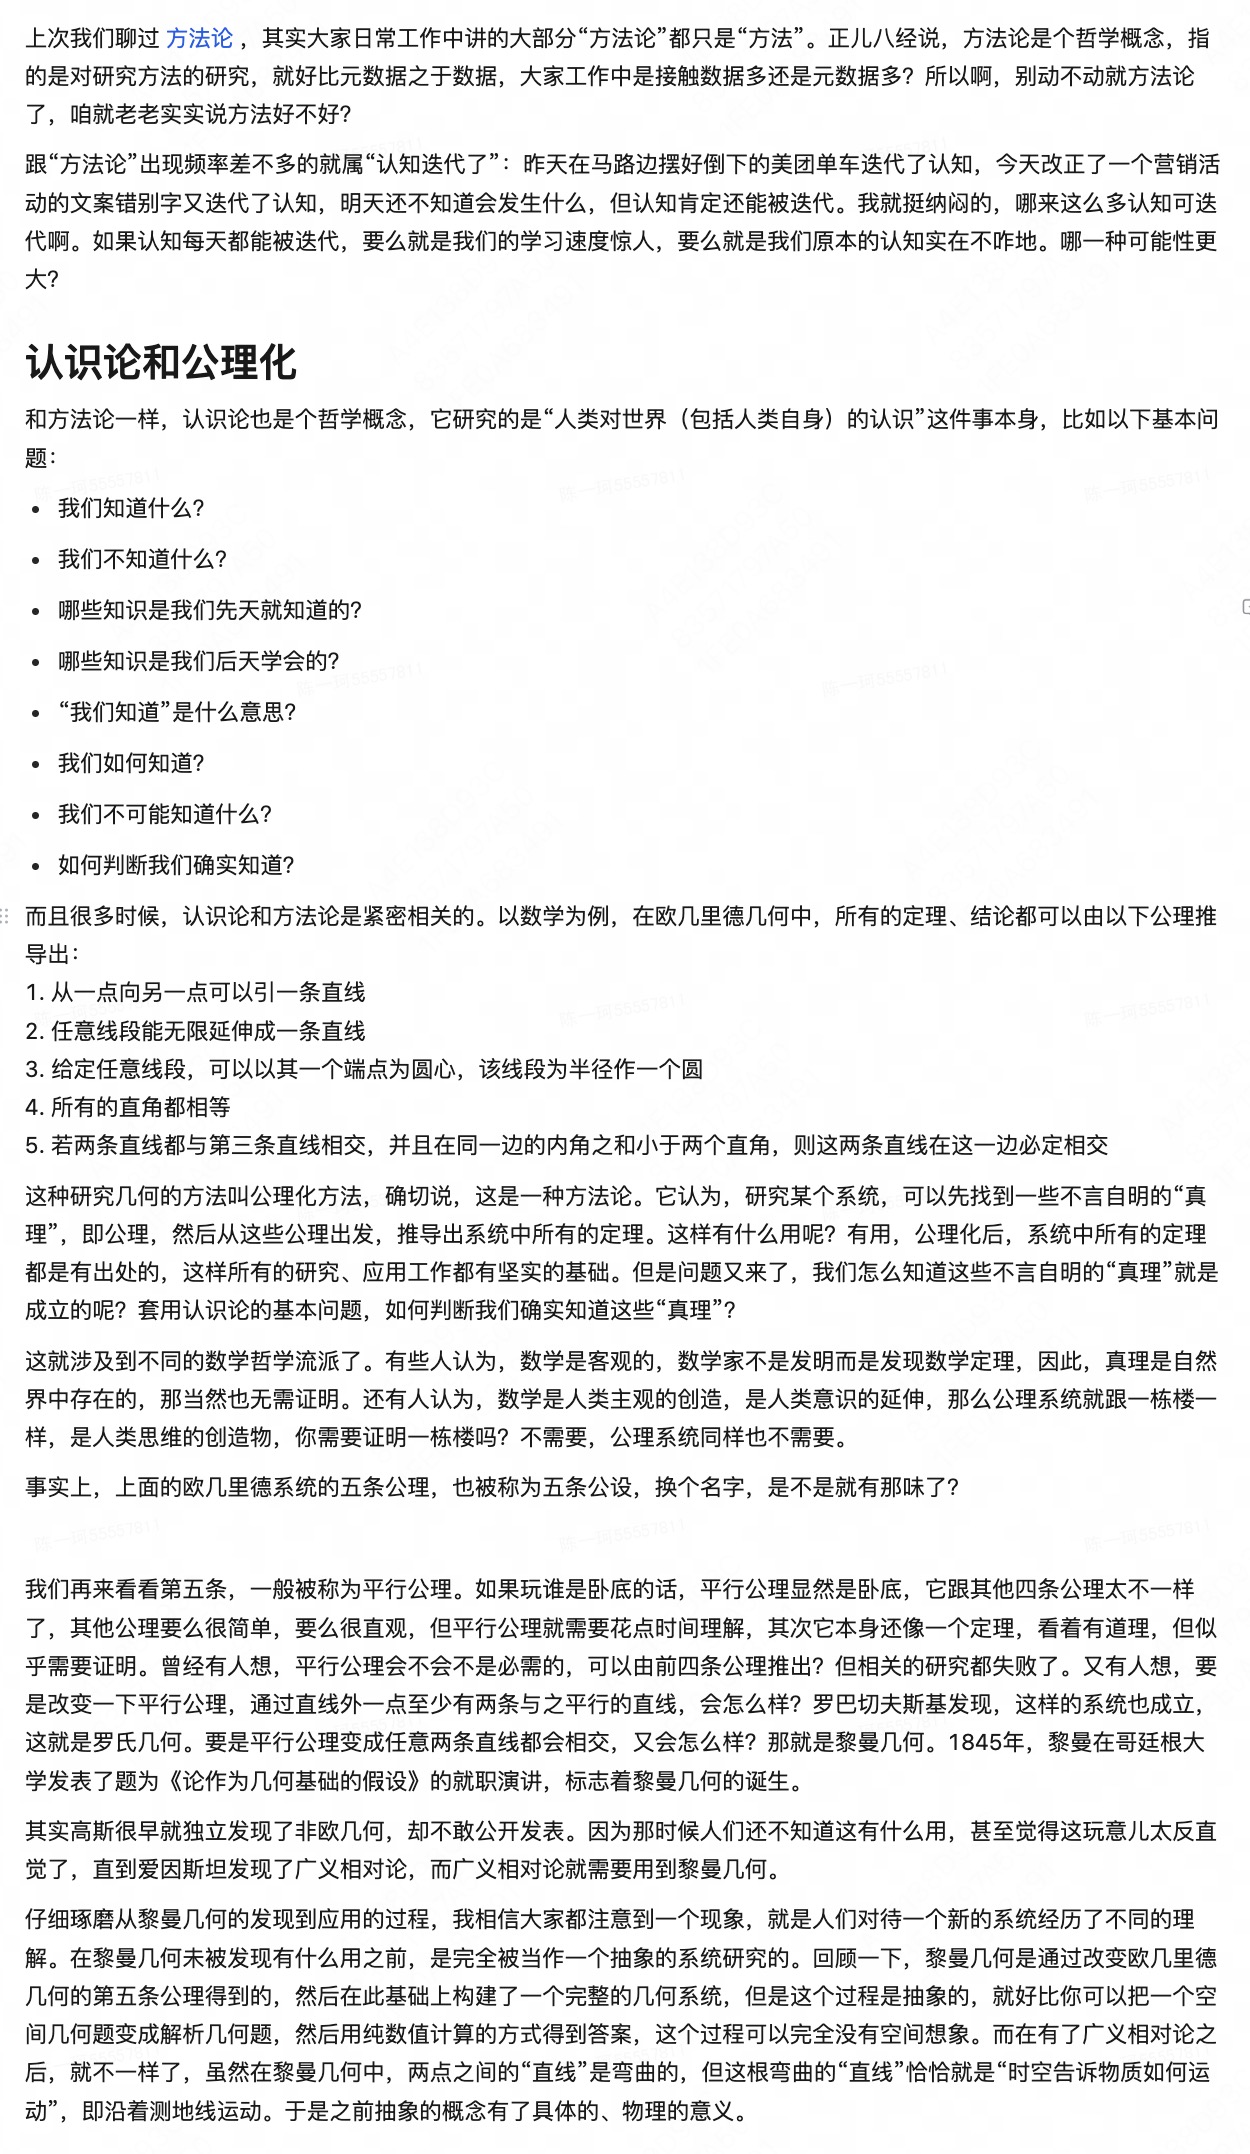 上次我们聊过 方法论 ，其实大家日常工作中讲的大部分“方法论”都只是“方法”。正儿八经说，方法论是个哲学概念，指
的是对研究方法的研究，就好比元数据之于数据，大家工作中是接触数据多还是元数据多？所以啊，别动不动就方法论
了，咱就老老实实说方法好不好？
跟“方法论”出现频率差不多的就属“认知迭代了”：昨天在马路边摆好倒下的美团单车迭代了认知，今天改正了一个营销活
动的文案错别字又迭代了认知，明天还不知道会发生什么，但认知肯定还能被迭代。我就挺纳闷的，哪来这么多认知可迭
代啊。如果认知每天都能被迭代，要么就是我们的学习速度惊人，要么就是我们原本的认知实在不咋地。哪一种可能性更
大？
认识论和公理化
和方法论一样，认识论也是个哲学概念，它研究的是“人类对世界（包括人类自身）的认识”这件事本身，比如以下基本问
题：
• 我们知道什么？
• 我们不知道什么？
• 哪些知识是我们先天就知道的？
• 哪些知识是我们后天学会的？
• “我们知道”是什么意思？
• 我们如何知道？
• 我们不可能知道什么？
• 如何判断我们确实知道？
而且很多时候，认识论和方法论是紧密相关的。以数学为例，在欧几里德几何中，所有的定理、结论都可以由以下公理推
导出：
1. 从一点向另一点可以引一条直线
2. 任意线段能无限延伸成一条直线
3. 给定任意线段，可以以其一个端点为圆心，该线段为半径作一个圆
4. 所有的直角都相等
5. 若两条直线都与第三条直线相交，并且在同一边的内角之和小于两个直角，则这两条直线在这一边必定相交
这种研究几何的方法叫公理化方法，确切说，这是一种方法论。它认为，研究某个系统，可以先找到一些不言自明的“真
理”，即公理，然后从这些公理出发，推导出系统中所有的定理。这样有什么用呢？有用，公理化后，系统中所有的定理
都是有出处的，这样所有的研究、应用工作都有坚实的基础。但是问题又来了，我们怎么知道这些不言自明的“真理”就是
成立的呢？套用认识论的基本问题，如何判断我们确实知道这些“真理”？
这就涉及到不同的数学哲学流派了。有些人认为，数学是客观的，数学家不是发明而是发现数学定理，因此，真理是自然
界中存在的，那当然也无需证明。还有人认为，数学是人类主观的创造，是人类意识的延伸，那么公理系统就跟一栋楼一
样，是人类思维的创造物，你需要证明一栋楼吗？不需要，公理系统同样也不需要。
事实上，上面的欧几里德系统的五条公理，也被称为五条公设，换个名字，是不是就有那味了？
陈一珂55557811
我们再来看看第五条，一般被称为平行公理。如果玩谁是卧底的话，平行公理显然是卧底，它跟其他四条公理太不一样
了，其他公理要么很简单，要么很直观，但平行公理就需要花点时间理解，其次它本身还像一个定理，看着有道理，但似
乎需要证明。曾经有人想，平行公理会不会不是必需的，可以由前四条公理推出？但相关的研究都失败了。又有人想，要
是改变一下平行公理，通过直线外一点至少有两条与之平行的直线，会怎么样？罗巴切夫斯基发现，这样的系统也成立，
这就是罗氏几何。要是平行公理变成任意两条直线都会相交，又会怎么样？那就是黎曼几何。1845年，黎曼在哥廷根大
学发表了题为《论作为几何基础的假设》的就职演讲，标志着黎曼几何的诞生。
其实高斯很早就独立发现了非欧几何，却不敢公开发表。因为那时候人们还不知道这有什么用，甚至觉得这玩意儿太反直
觉了，直到爱因斯坦发现了广义相对论，而广义相对论就需要用到黎曼几何。
仔细琢磨从黎曼几何的发现到应用的过程，我相信大家都注意到一个现象，就是人们对待一个新的系统经历了不同的理
解。在黎曼几何未被发现有什么用之前，是完全被当作一个抽象的系统研究的。回顾一下，黎曼几何是通过改变欧几里德
几何的第五条公理得到的，然后在此基础上构建了一个完整的几何系统，但是这个过程是抽象的，就好比你可以把一个空
间几何题变成解析几何题，然后用纯数值计算的方式得到答案，这个过程可以完全没有空间想象。而在有了广义相对论之
后，就不一样了，虽然在黎曼几何中，两点之间的“直线”是弯曲的，但这根弯曲的“直线”恰恰就是“时空告诉物质如何运
动”，即沿着测地线运动。于是之前抽象的概念有了具体的、物理的意义。